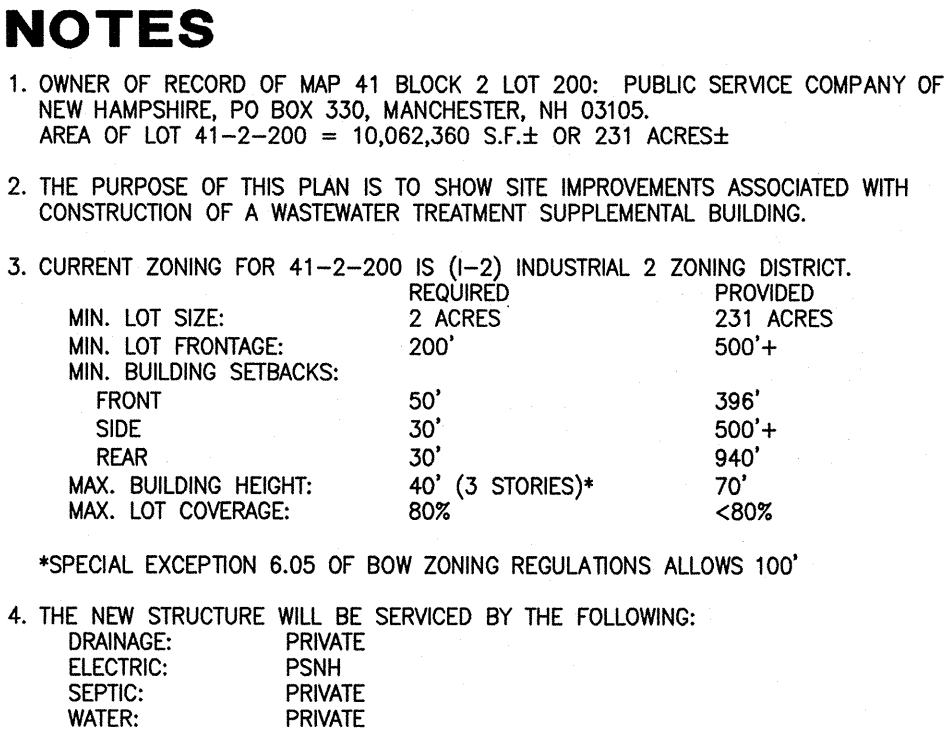 NOTES
1. OWNER OF RECORD OF MAP 41 BLOCK 2 LOT 200: PUBLIC SERVICE COMPANY OF
NEW HAMPSHIRE, PO BOX 330, MANCHESTER, NH 03105.
AREA OF LOT 41-2-200 = 10,062,360 S.F.± OR 231 ACRES±
2. THE PURPOSE OF THIS PLAN IS TO SHOW SITE IMPROVEMENTS ASSOCIATED WITH
CONSTRUCTION OF A WASTEWATER TREATMENT SUPPLEMENTAL BUILDING.
3. CURRENT ZONING FOR 41-2-200 IS (I-2) INDUSTRIAL 2 ZONING DISTRICT.
REQUIRED PROVIDED
MIN. LOT SIZE: 2 ACRES 231 ACRES
MIN. LOT FRONTAGE: 200' 500'+
MIN. BUILDING SETBACKS:
FRONT 50' 396'
SIDE 30' 500'+
REAR 30' 940'
MAX. BUILDING HEIGHT: 40' (3 STORIES)* 70'
MAX. LOT COVERAGE: 80% <80%
*SPECIAL EXCEPTION 6.05 OF BOW ZONING REGULATIONS ALLOWS 100'
4. THE NEW STRUCTURE WILL BE SERVICED BY THE FOLLOWING:
DRAINAGE: PRIVATE
ELECTRIC: PSNH
SEPTIC: PRIVATE
WATER: PRIVATE